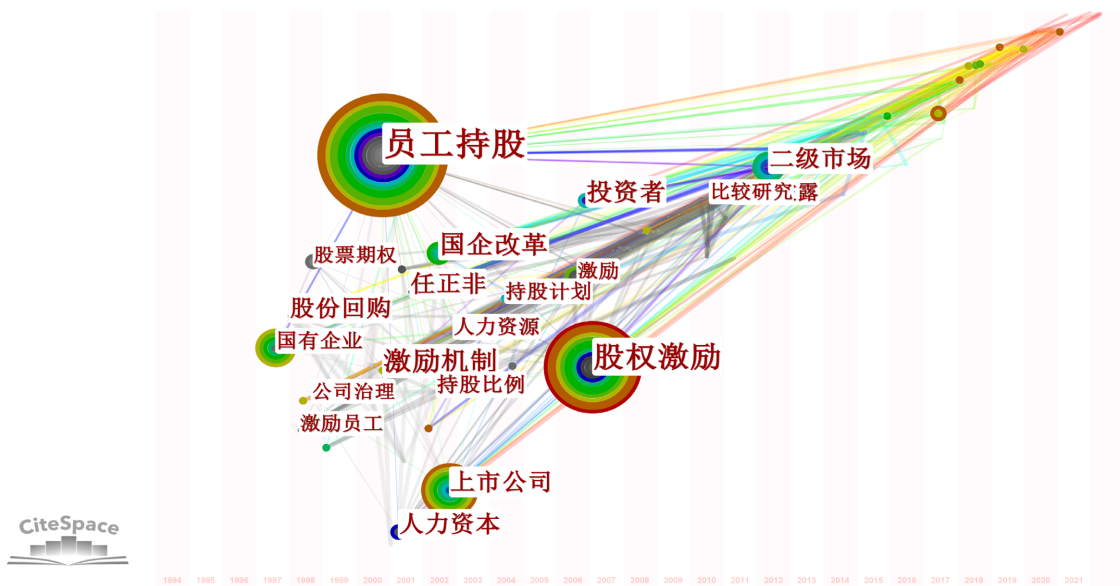 员工持股
二级市场
投资者
比较研究
露
国企改革
股票期权
激励
任正非
持股计划
股份回购
人力资源
国有企业
激励机制
股权激励
持股比例
公司治理
激励员工
上市公司
人力资本
CiteSpace
1994 1995 1996 1997 1998 1999 2000 2001 2002 2003 2004 2005 2006 2007 2008 2009 2010 2011 2012 2013 2014 2015 2016 2017 2018 2019 2020 2021